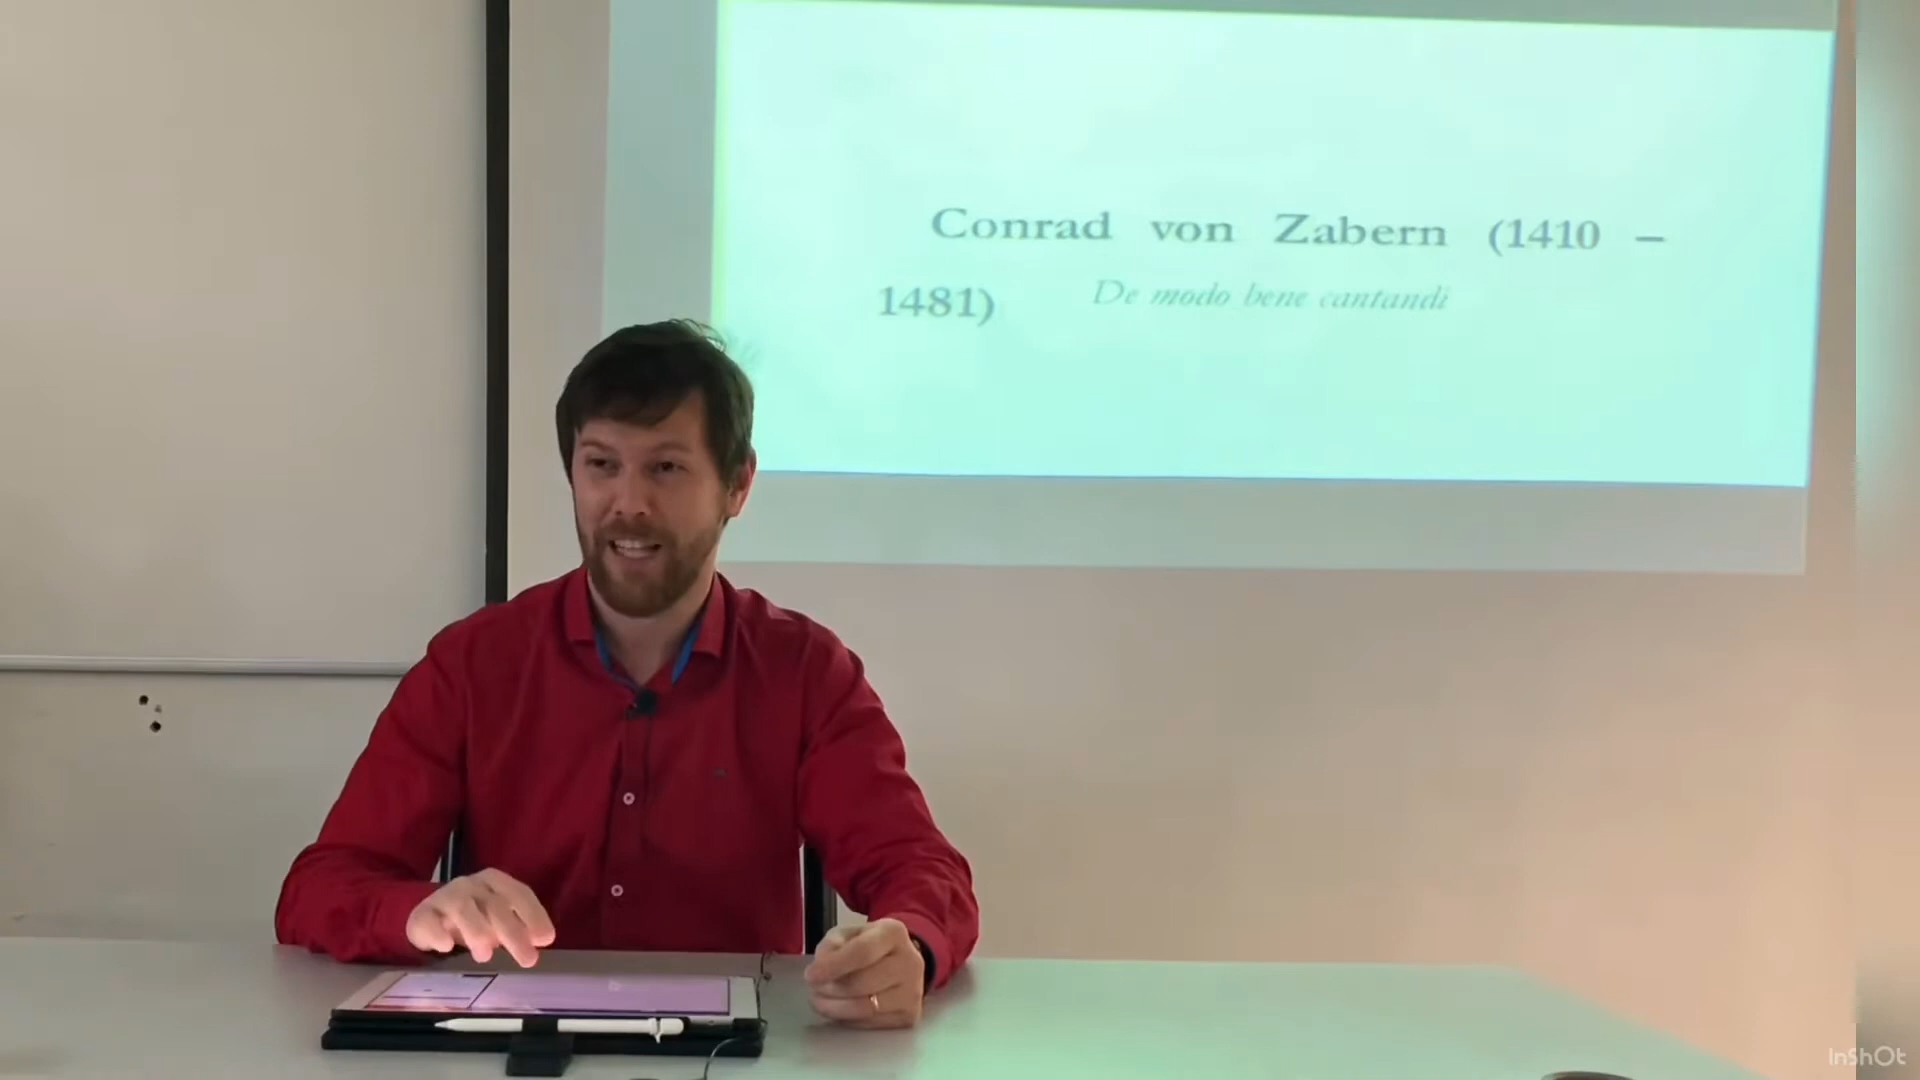 Conrad von Zabern (1410 –
1481) De modo bene cantandi
InShOt